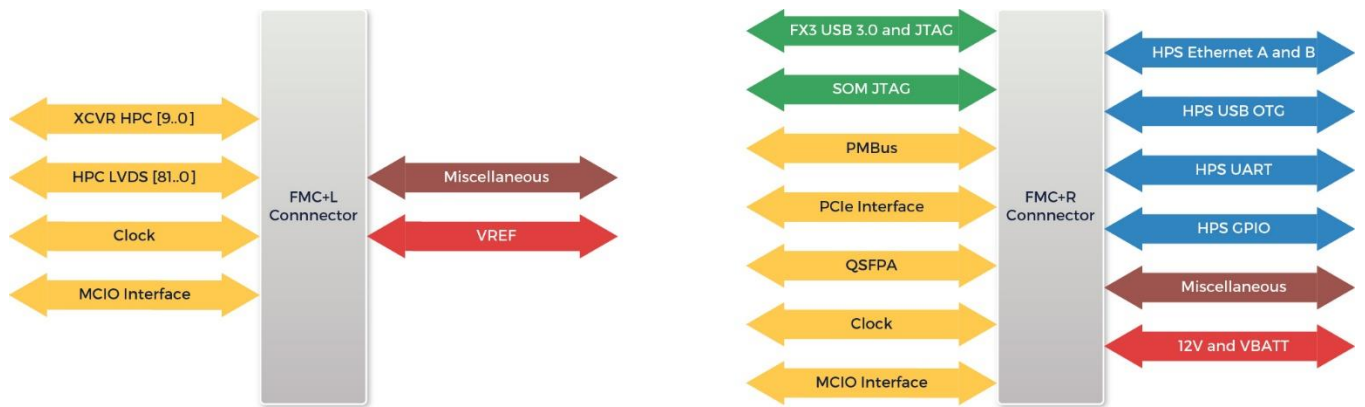 XCVR HPC [9..0]
HPC LVDS [81..0]
Clock
MCIO Interface
FMC+L
Connnector
Miscellaneous
VREF
FX3 USB 3.0 and JTAG
SOM JTAG
PMBus
PCIe Interface
QSFPA
Clock
MCIO Interface
FMC+R
Connnector
HPS Ethernet A and B
HPS USB OTG
HPS UART
HPS GPIO
Miscellaneous
12V and VBATT